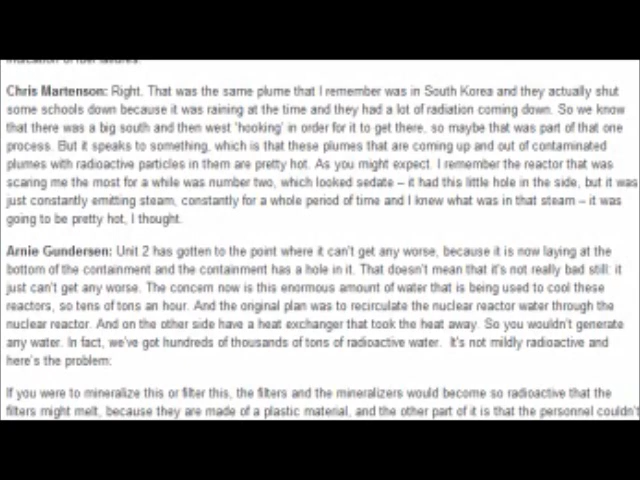 indication of fuel failures.
Chris Martenson: Right. That was the same plume that I remember was in South Korea and they actually shut
some schools down because it was raining at the time and they had a lot of radiation coming down. So we know
that there was a big south and then west 'hooking' in order for it to get there, so maybe that was part of that one
process. But it speaks to something, which is that these plumes that are coming up and out of contaminated
plumes with radioactive particles in them are pretty hot. As you might expect. I remember the reactor that was
scaring me the most for a while was number two, which looked sedate – it had this little hole in the side, but it was
just constantly emitting steam, constantly for a whole period of time and I knew what was in that steam – it was
going to be pretty hot, I thought.
Arnie Gundersen: Unit 2 has gotten to the point where it can't get any worse, because it is now laying at the
bottom of the containment and the containment has a hole in it. That doesn't mean that it's not really bad still: it
just can't get any worse. The concern now is this enormous amount of water that is being used to cool these
reactors, so tens of tons an hour. And the original plan was to recirculate the nuclear reactor water through the
nuclear reactor. And on the other side have a heat exchanger that took the heat away. So you wouldn't generate
any water. In fact, we've got hundreds of thousands of tons of radioactive water. It's not mildly radioactive and
here's the problem:
If you were to mineralize this or filter this, the filters and the mineralizers would become so radioactive that the
filters might melt, because they are made of a plastic material, and the other part of it is that the personnel couldn't